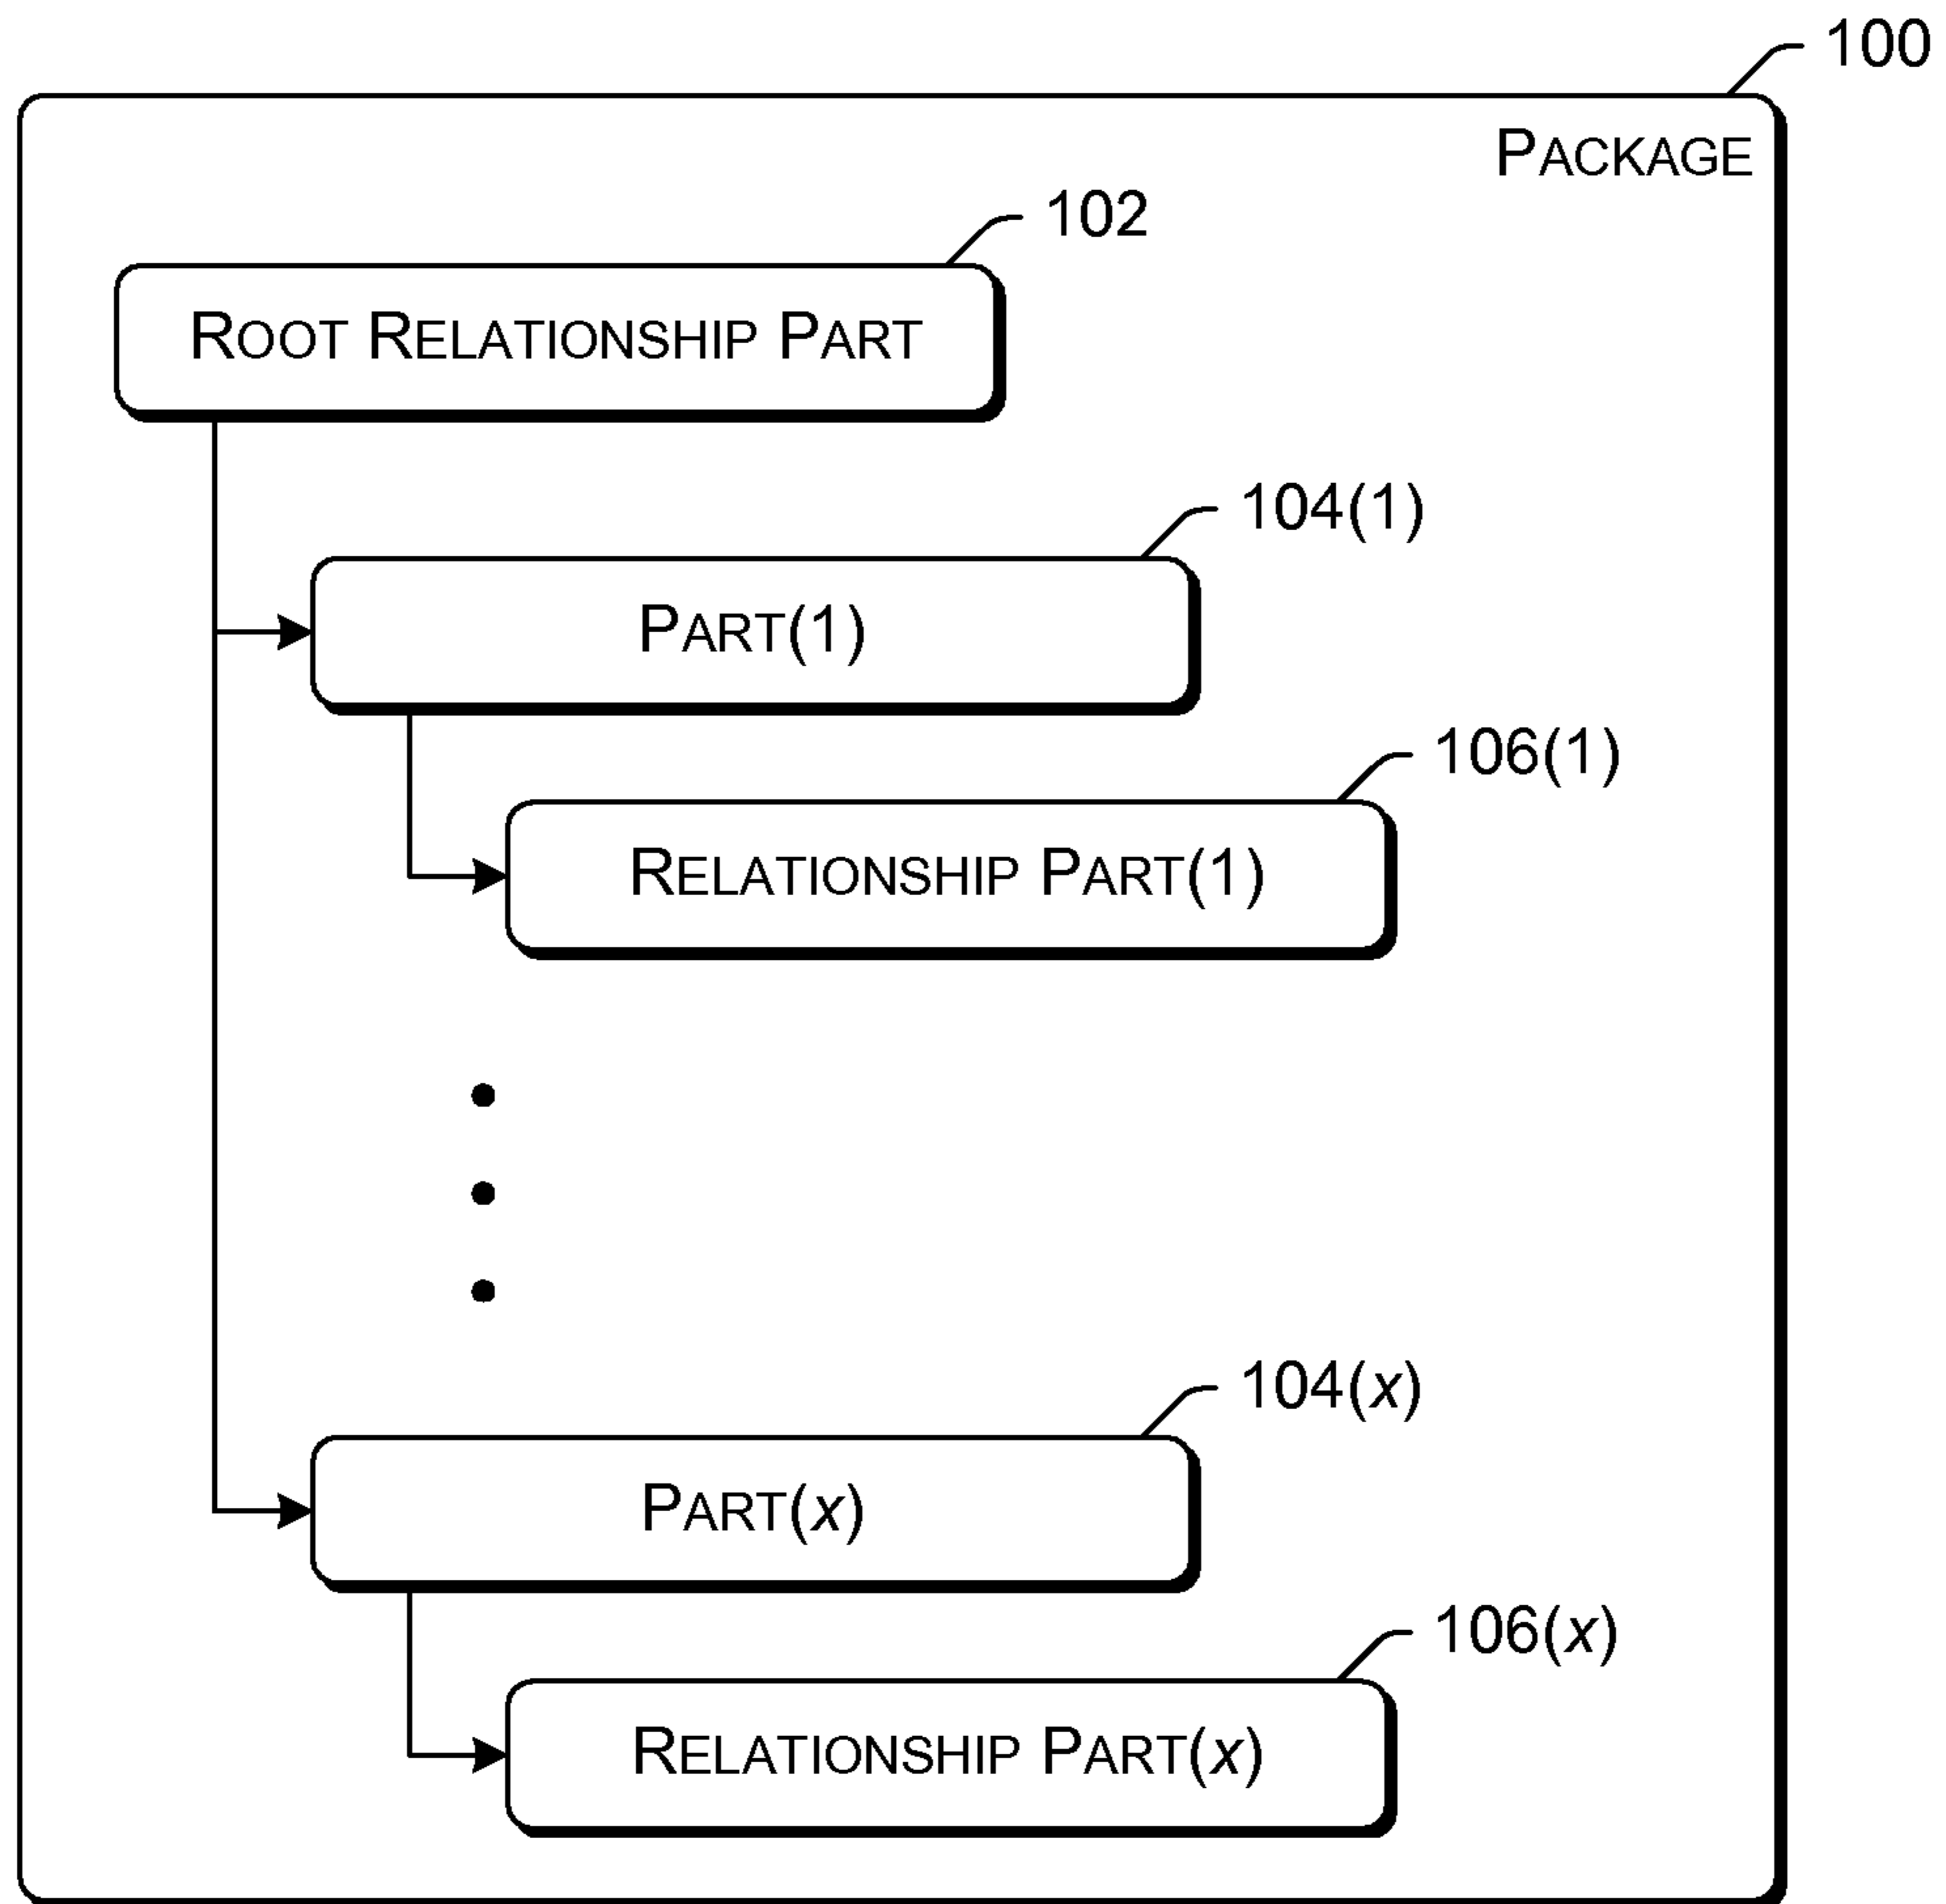 100
PACKAGE
102
ROOT RELATIONSHIP PART
104(1)
PART(1)
106(1)
RELATIONSHIP PART(1)
104(x)
PART(x)
106(x)
RELATIONSHIP PART(x)